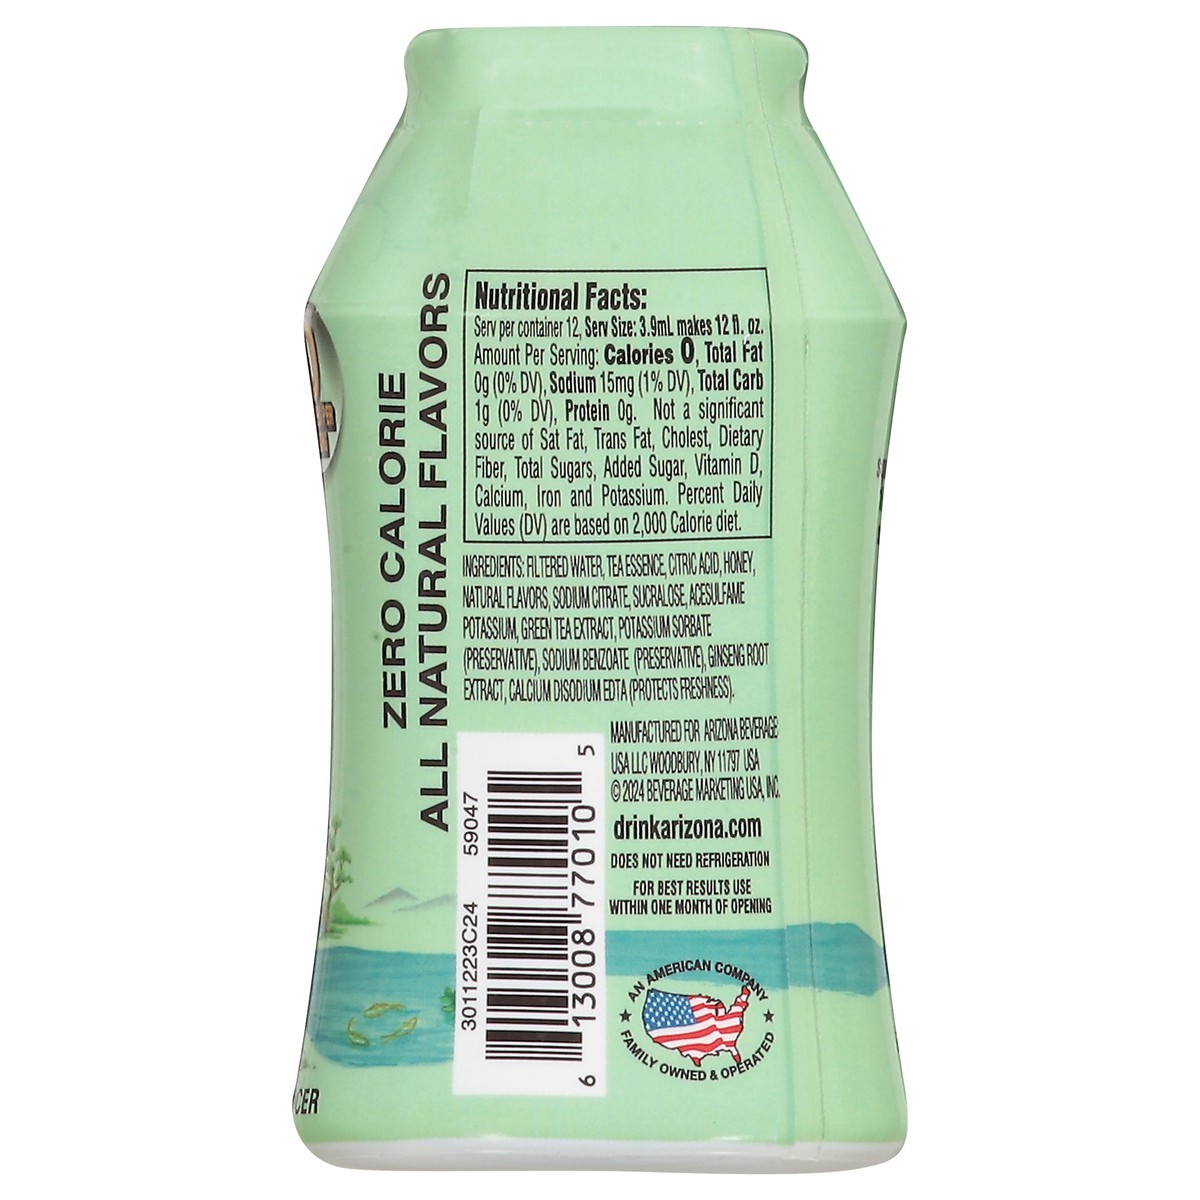 ZERO CALORIE
ALL NATURAL FLAVORS
Nutritional Facts:
Serv per container 12, Serv Size: 3.9mL makes 12 fl. oz.
Amount Per Serving: Calories 0, Total Fat
0g (0% DV), Sodium 15mg (1% DV), Total Carb
1g (0% DV), Protein 0g. Not a significant
source of Sat Fat, Trans Fat, Cholest, Dietary
Fiber, Total Sugars, Added Sugar, Vitamin D,
Calcium, Iron and Potassium. Percent Daily
Values (DV) are based on 2,000 Calorie diet.
INGREDIENTS: FILTERED WATER, TEA ESSENCE, CITRIC ACID, HONEY,
NATURAL FLAVORS, SODIUM CITRATE, SUCRALOSE, ACESULFAME
POTASSIUM, GREEN TEA EXTRACT, POTASSIUM SORBATE
(PRESERVATIVE), SODIUM BENZOATE (PRESERVATIVE), GINSENG ROOT
EXTRACT, CALCIUM DISODIUM EDTA (PROTECTS FRESHNESS).
MANUFACTURED FOR ARIZONA BEVERAGE
USA LLC WOODBURY, NY 11797 USA
© 2024 BEVERAGE MARKETING USA, INC.
drinkarizona.com
DOES NOT NEED REFRIGERATION
FOR BEST RESULTS USE
WITHIN ONE MONTH OF OPENING
3011223C24 59047
6 13008 77010 5
AN AMERICAN COMPANY
FAMILY OWNED & OPERATED
CER